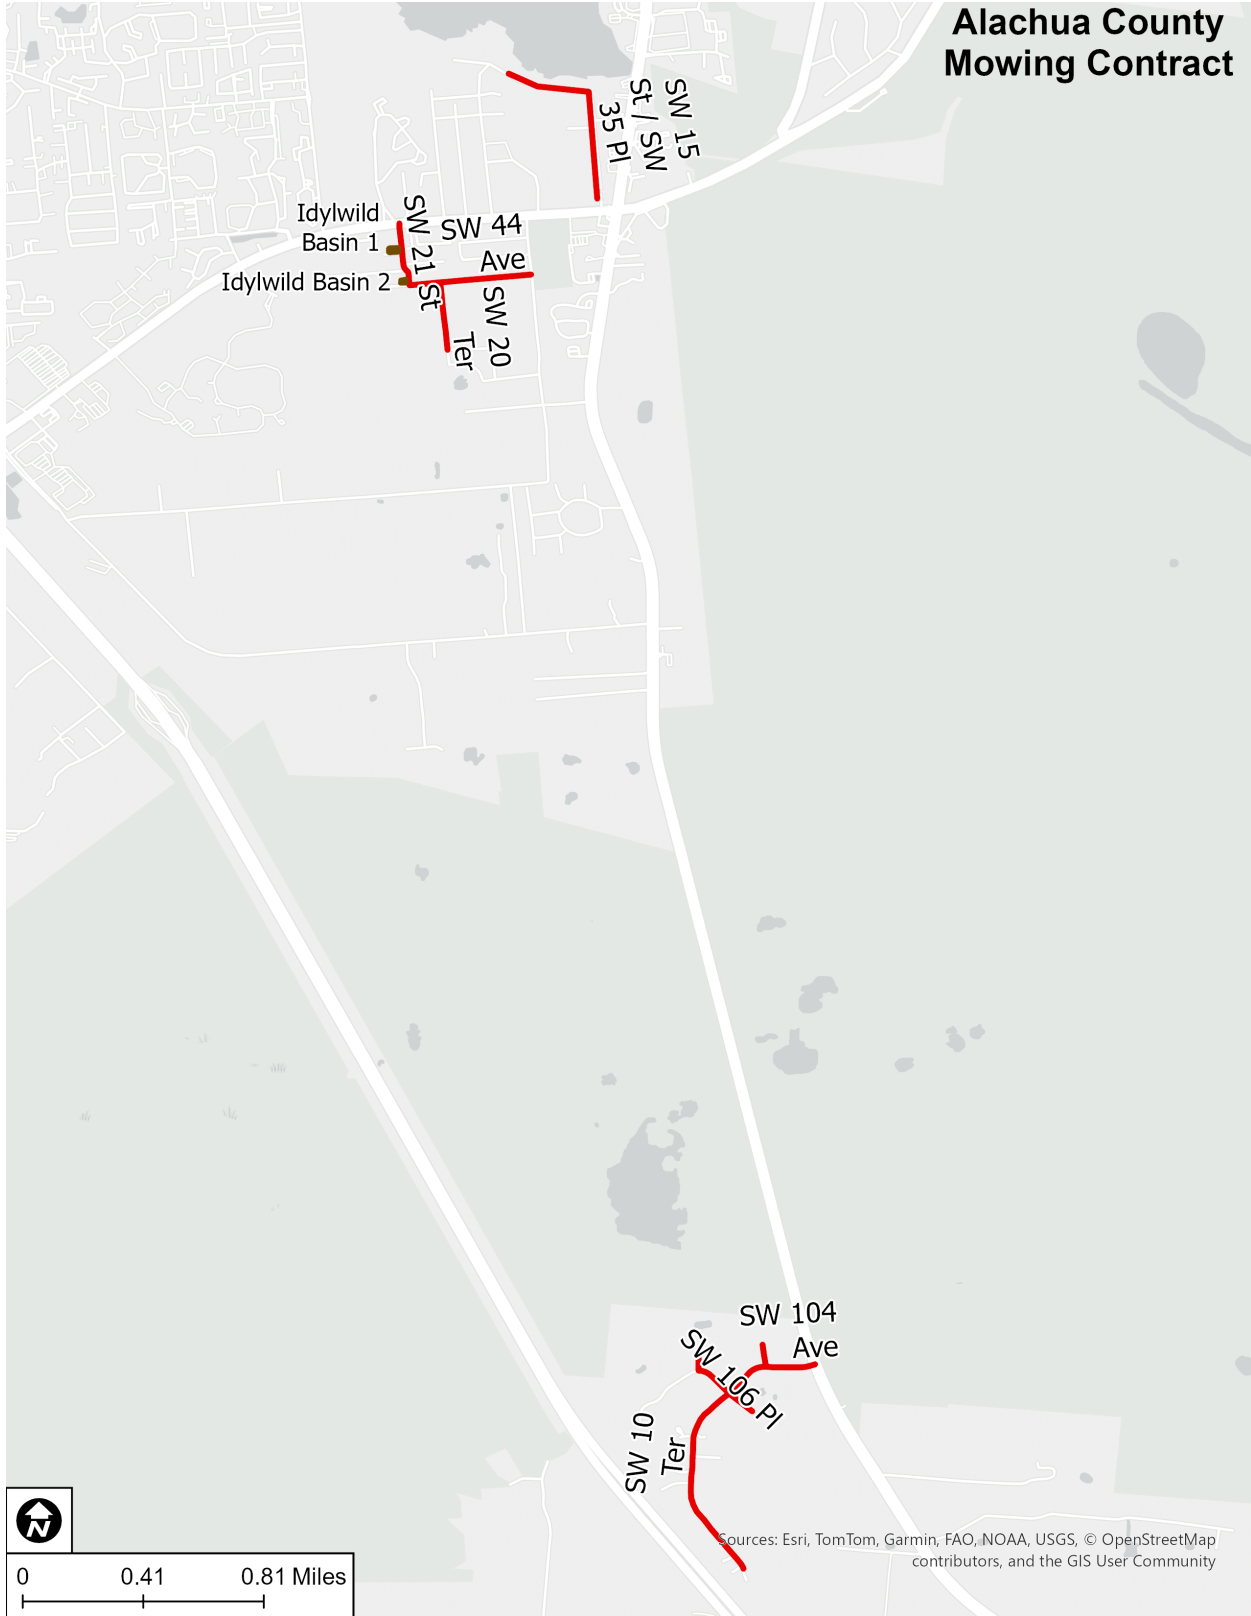 Alachua County
Mowing Contract
SW 15
St / SW
35 Pl
Idylwild
Basin 1
SW 21 St
SW 44
Ave
Idylwild Basin 2
SW 20
Ter
SW 104
Ave
SW 106 Pl
SW 10
Ter
N
0 0.41 0.81 Miles
Sources: Esri, TomTom, Garmin, FAO, NOAA, USGS, © OpenStreetMap
contributors, and the GIS User Community